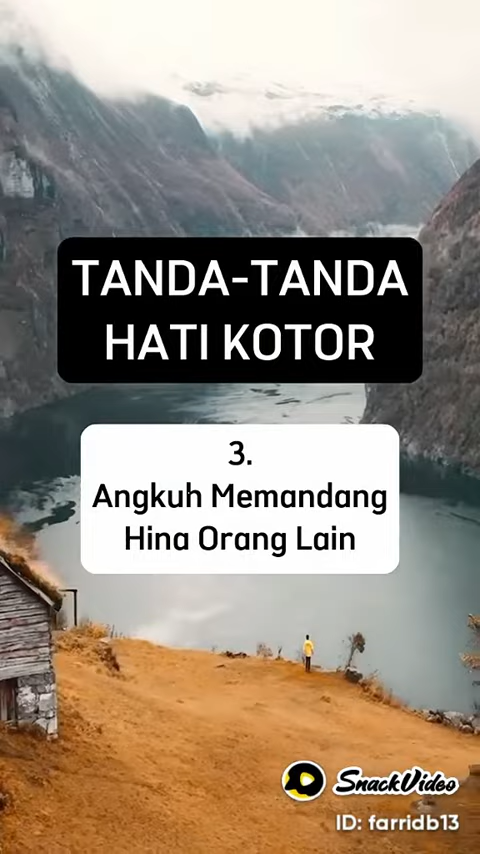 TANDA-TANDA
HATI KOTOR
3.
Angkuh Memandang
Hina Orang Lain
SnackVideo
ID: farridb13